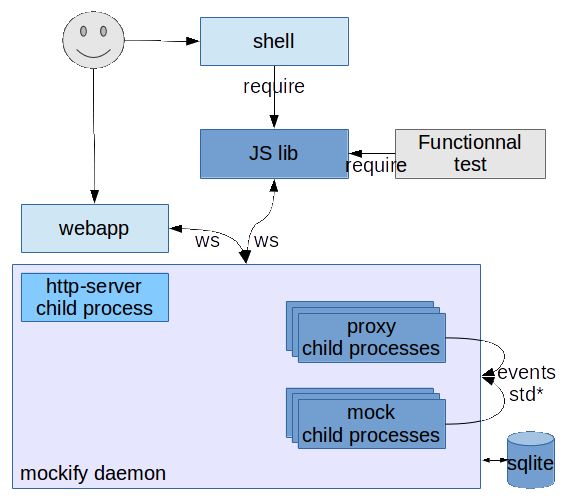 shell
require
JS lib
Functionnal
test
require
webapp
ws
ws
http-server
child process
proxy
child processes
events
std*
mock
child processes
sqlite
mockify daemon